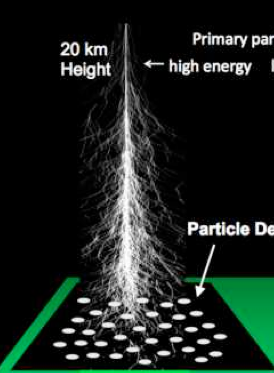 20 km
Height
Primary par
← high energy
Particle De